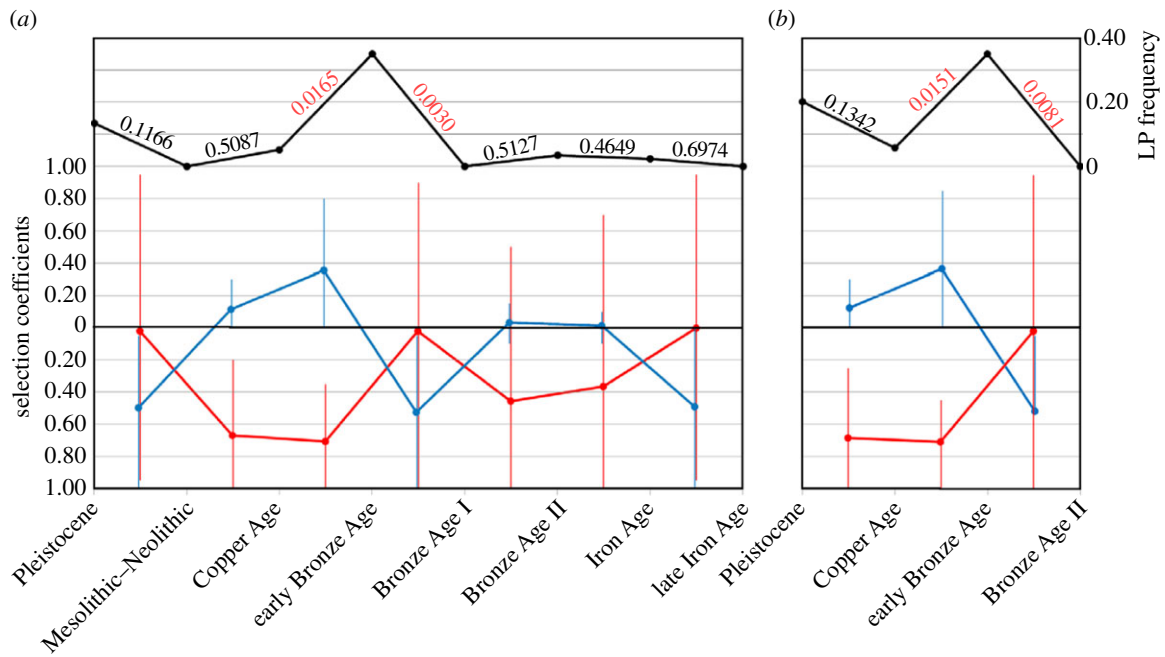 (a)
(b)
0.1166
0.5087
0.0165
0.0030
0.5127
0.4649
0.6974
0.1342
0.0151
0.0081
0.40
0.20
0
LP frequency
selection coefficients
1.00
0.80
0.60
0.40
0.20
0
0.20
0.40
0.60
0.80
1.00
Pleistocene
Mesolithic–Neolithic
Copper Age
early Bronze Age
Bronze Age I
Bronze Age II
Iron Age
late Iron Age
Pleistocene
Copper Age
early Bronze Age
Bronze Age II